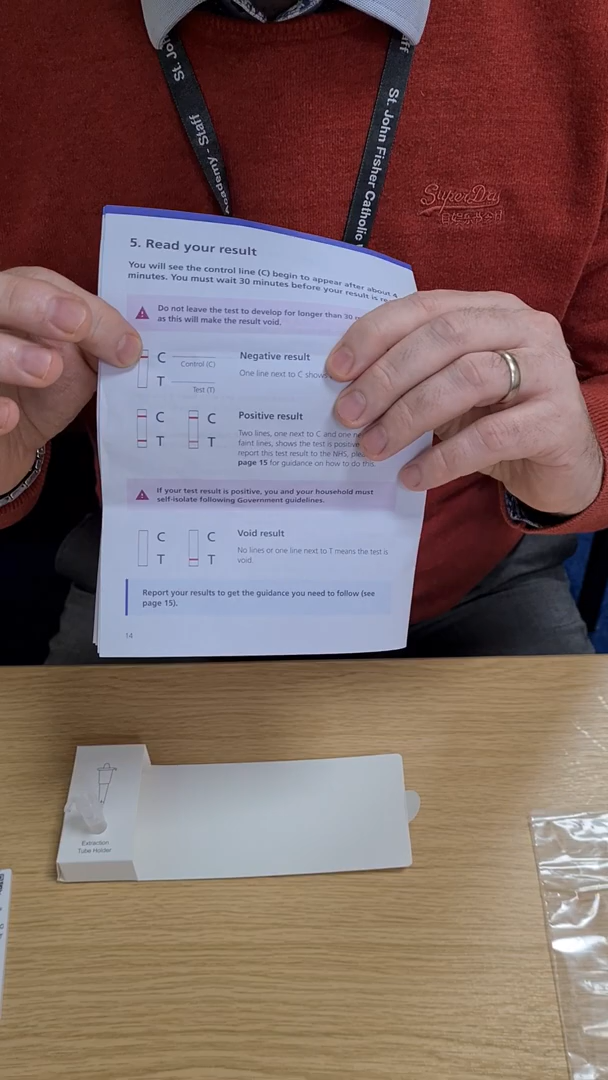 St. Jo
Academy - Staff
St. John Fisher Catholic
SuperDry
5. Read your result
You will see the control line (C) begin to appear after about
minutes. You must wait 30 minutes before your result is
Do not leave the test to develop for longer than 30
as this will make the result void.
C Control (C) Negative result
One line next to C shows
T Test (T)
C C Positive result
Two lines, one next to C and one
T T faint lines, shows the test is positive
report this test result to the NHS,
page 15 for guidance on how to do this.
If your test result is positive, you and your household must
self-isolate following Government guidelines.
C C Void result
No lines or one line next to T means the test is
T T void.
Report your results to get the guidance you need to follow (see
page 15).
14
Extraction
Tube Holder